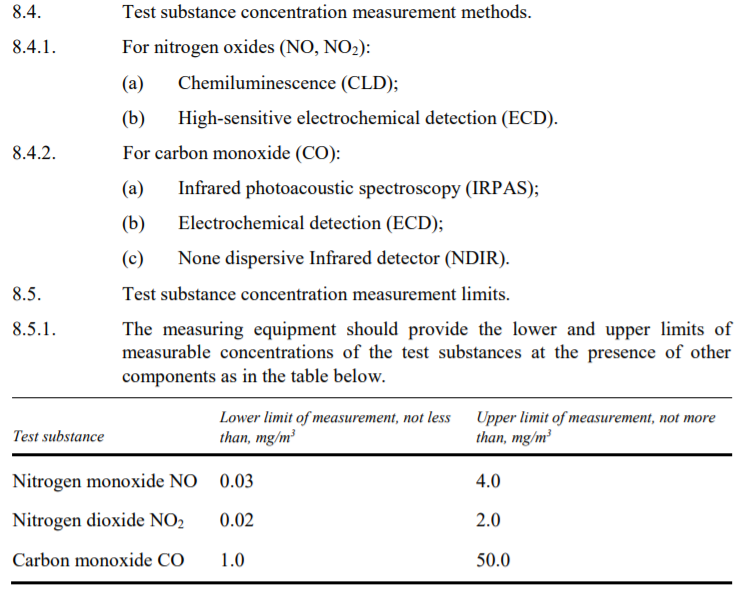 8.4. Test substance concentration measurement methods.
8.4.1. For nitrogen oxides (NO, NO₂):
(a) Chemiluminescence (CLD);
(b) High-sensitive electrochemical detection (ECD).
8.4.2. For carbon monoxide (CO):
(a) Infrared photoacoustic spectroscopy (IRPAS);
(b) Electrochemical detection (ECD);
(c) None dispersive Infrared detector (NDIR).
8.5. Test substance concentration measurement limits.
8.5.1. The measuring equipment should provide the lower and upper limits of
measurable concentrations of the test substances at the presence of other
components as in the table below.
Test substance Lower limit of measurement, not less than, mg/m³ Upper limit of measurement, not more than, mg/m³
Nitrogen monoxide NO 0.03 4.0
Nitrogen dioxide NO₂ 0.02 2.0
Carbon monoxide CO 1.0 50.0